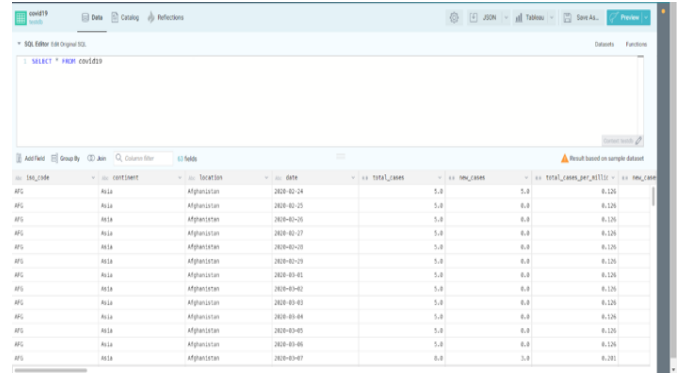 covid19
Data Catalog Reflections
JSON Tableau Save As... Preview
SQL Editor Edit Original SQL Datasets Functions
1 SELECT * FROM covid19
Add Field Group By Join Column filter fields Result based on sample dataset
iso_code continent location date total_cases new_cases total_cases_per_millic new_case
AFG Asia Afghanistan 2020-02-24 5.0 5.0 0.126
AFG Asia Afghanistan 2020-02-25 5.0 0.0 0.126
AFG Asia Afghanistan 2020-02-26 5.0 0.0 0.126
AFG Asia Afghanistan 2020-02-27 5.0 0.0 0.126
AFG Asia Afghanistan 2020-02-28 5.0 0.0 0.126
AFG Asia Afghanistan 2020-02-29 5.0 0.0 0.126
AFG Asia Afghanistan 2020-03-01 5.0 0.0 0.126
AFG Asia Afghanistan 2020-03-02 5.0 0.0 0.126
AFG Asia Afghanistan 2020-03-03 5.0 0.0 0.126
AFG Asia Afghanistan 2020-03-04 5.0 0.0 0.126
AFG Asia Afghanistan 2020-03-05 5.0 0.0 0.126
AFG Asia Afghanistan 2020-03-06 5.0 0.0 0.126
AFG Asia Afghanistan 2020-03-07 8.0 3.0 0.201